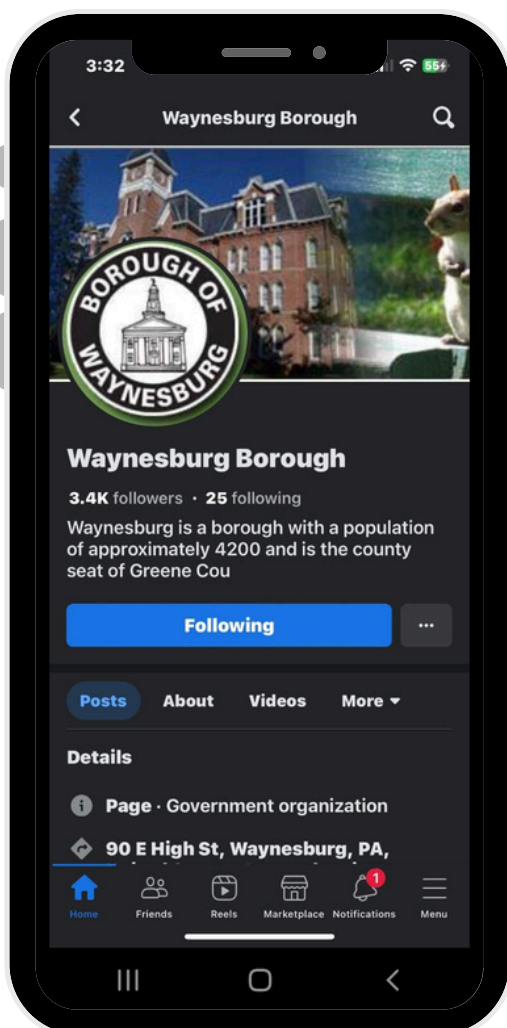 3:32
55
Waynesburg Borough
BOROUGH OF
WAYNESBURG
Waynesburg Borough
3.4K followers · 25 following
Waynesburg is a borough with a population
of approximately 4200 and is the county
seat of Greene Cou
Following
...
Posts About Videos More
Details
Page · Government organization
90 E High St, Waynesburg, PA,
1
Home Friends Reels Marketplace Notifications Menu